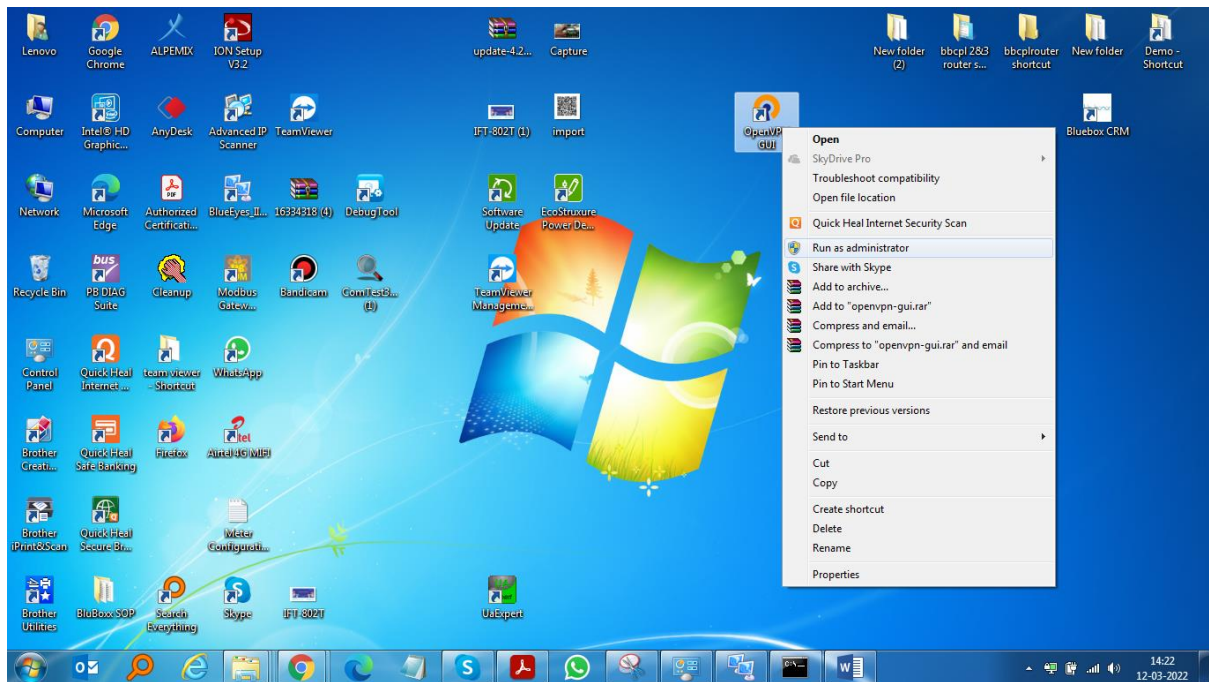 Lenovo
Google
Chrome
ALPEMIX
ION Setup
V3.2
update-4.2...
Capture
New folder
(2)
bbcpl 2&3
router s...
bbcplrouter
shortcut
New folder
Demo -
Shortcut
Computer
Intel® HD
Graphic...
AnyDesk
Advanced IP
Scanner
TeamViewer
IFT-802T (1)
import
OpenVP
GUI
Bluebox CRM
Network
Microsoft
Edge
PDF
Authorized
Certificati...
BlueEyes_II...
16334318 (4)
DebugTool
Software
Update
EcoStruxure
Power De...
Recycle Bin
bus
PB DIAG
Suite
Cleanup
Modbus
Gatew...
Bandicam
ComTest3...
(1)
TeamViewer
Manageme...
Control
Panel
Quick Heal
Internet ...
team viewer
- Shortcut
WhatsApp
Brother
Creati...
Quick Heal
Safe Banking
Firefox
airtel
Airtel 4G MIFI
Brother
iPrint&Scan
Quick Heal
Secure Br...
Meter
Configurati...
Brother
Utilities
BluBoxx SOP
Search
Everything
Skype
IFT-802T
UaExpert
Open
SkyDrive Pro
Troubleshoot compatibility
Open file location
Quick Heal Internet Security Scan
Run as administrator
Share with Skype
Add to archive...
Add to "openvpn-gui.rar"
Compress and email...
Compress to "openvpn-gui.rar" and email
Pin to Taskbar
Pin to Start Menu
Restore previous versions
Send to
Cut
Copy
Create shortcut
Delete
Rename
Properties
14:22
12-03-2022